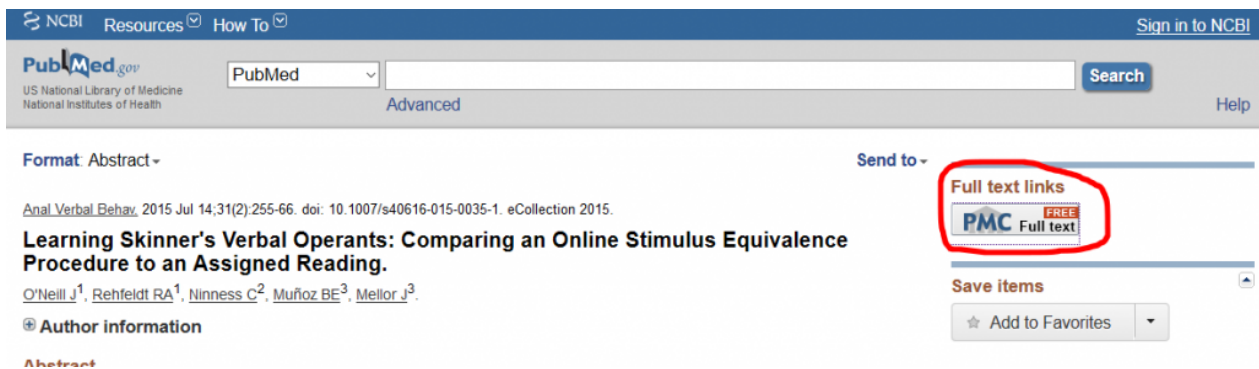 NCBI Resources How To Sign in to NCBI
PubMed.gov
US National Library of Medicine
National Institutes of Health
PubMed
Search
Advanced
Help
Format: Abstract
Send to
Full text links
PMC FREE Full text
Anal Verbal Behav. 2015 Jul 14;31(2):255-66. doi: 10.1007/s40616-015-0035-1. eCollection 2015.
Learning Skinner's Verbal Operants: Comparing an Online Stimulus Equivalence
Procedure to an Assigned Reading.
O'Neill J1, Rehfeldt RA1, Ninness C2, Muñoz BE3, Mellor J3.
Author information
Save items
Add to Favorites
Abstract